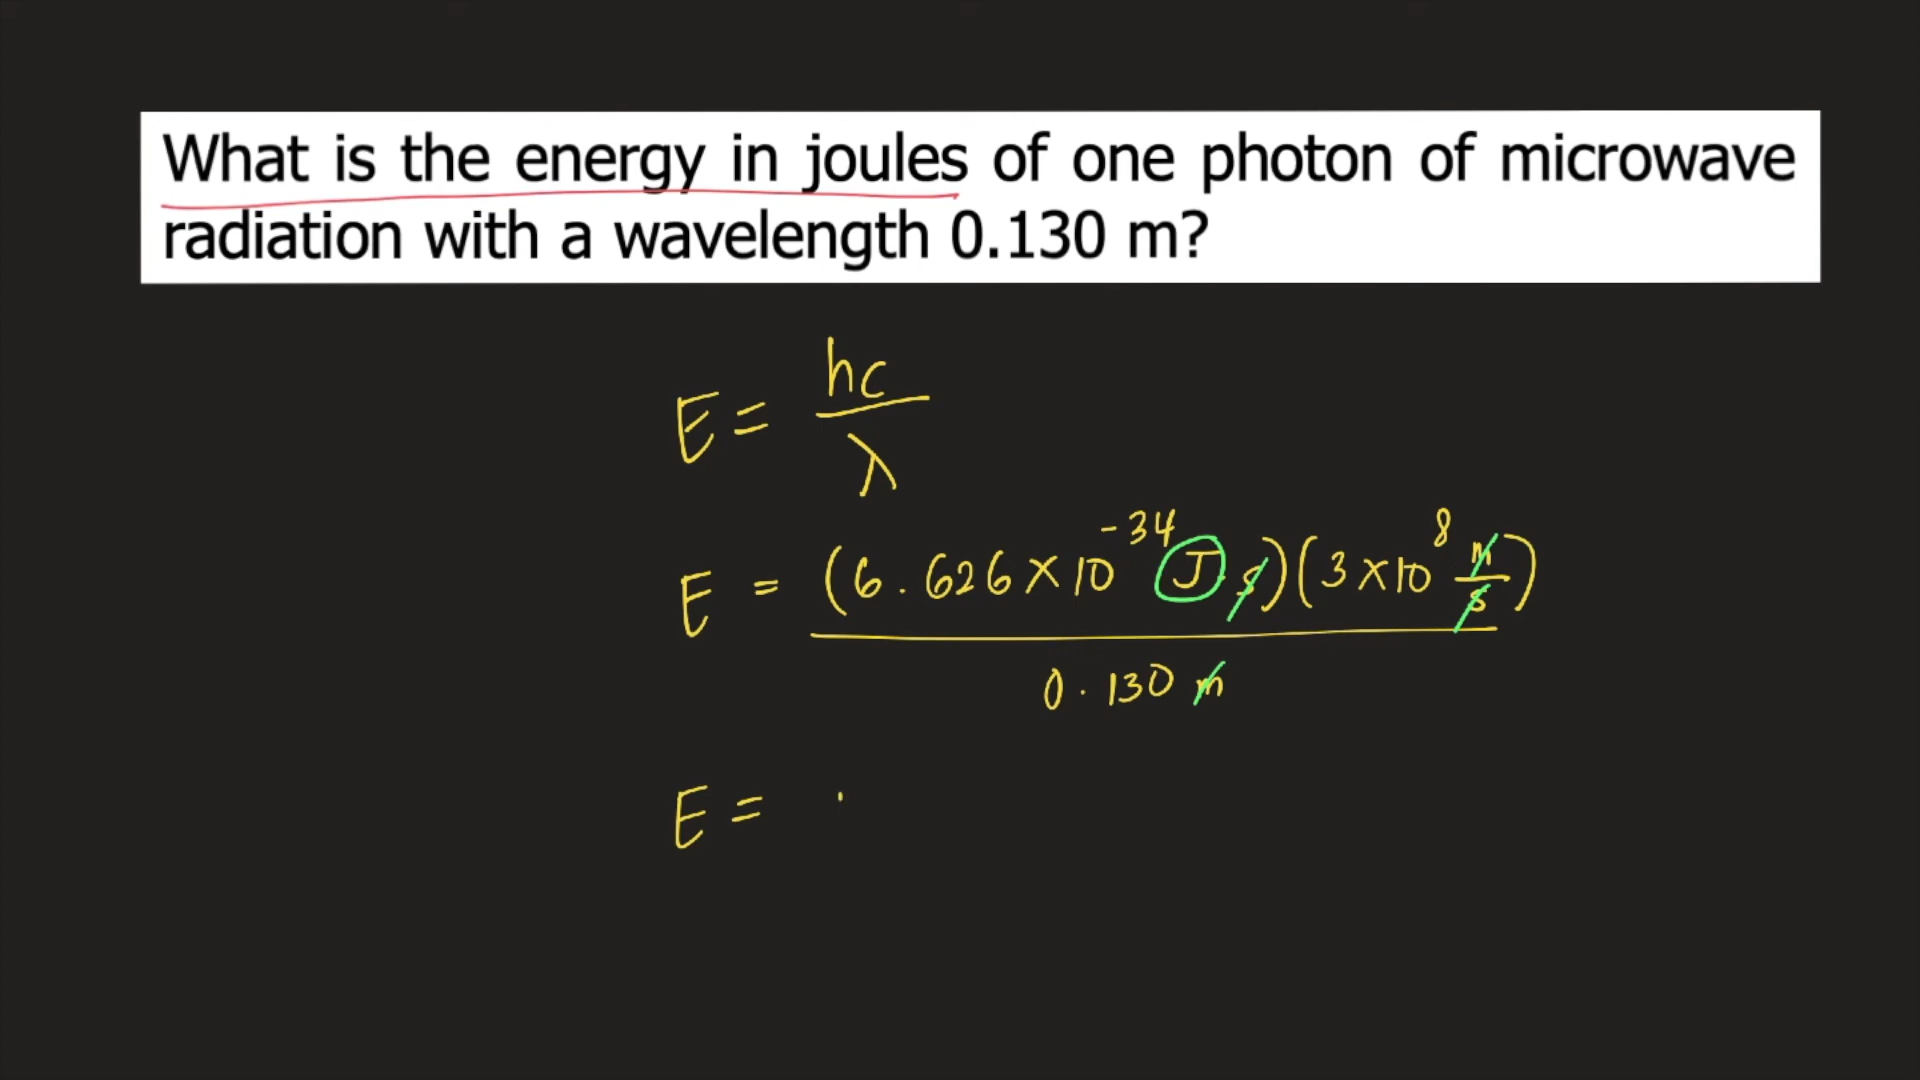 What is the energy in joules of one photon of microwave
radiation with a wavelength 0.130 m?
E = hc / λ
E = (6.626 × 10^-34 J · s)(3 × 10^8 m/s) / 0.130 m
E = .